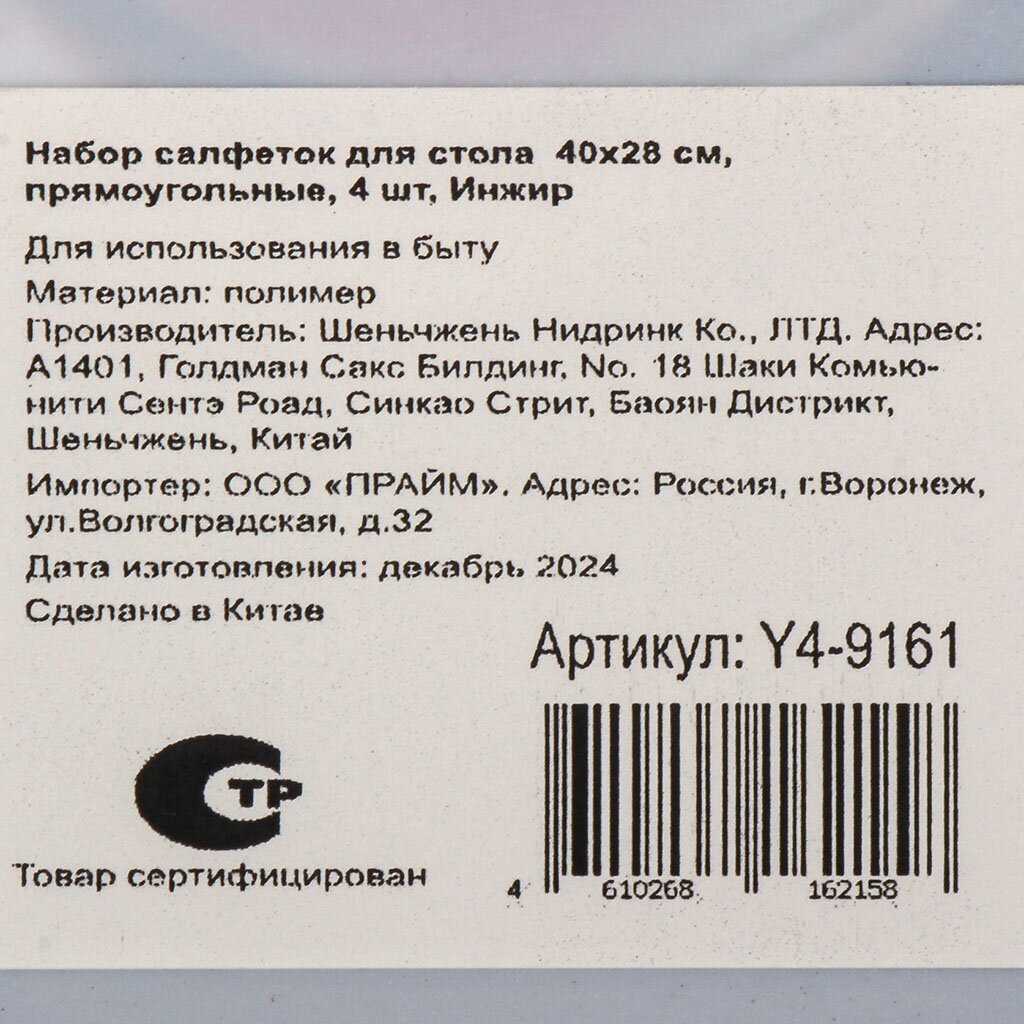 Набор салфеток для стола 40х28 см,
прямоугольные, 4 шт, Инжир
Для использования в быту
Материал: полимер
Производитель: Шеньчжень Нидринк Ко., ЛТД. Адрес:
А1401, Голдман Сакс Билдинг, No. 18 Шаки Комью-
нити Сентэ Роад, Синкао Стрит, Баоян Дистрикт,
Шеньчжень, Китай
Импортер: ООО «ПРАЙМ». Адрес: Россия, г.Воронеж,
ул.Волгоградская, д.32
Дата изготовления: декабрь 2024
Сделано в Китае
Артикул: Y4-9161
ТР
Товар сертифицирован
4 610268 162158